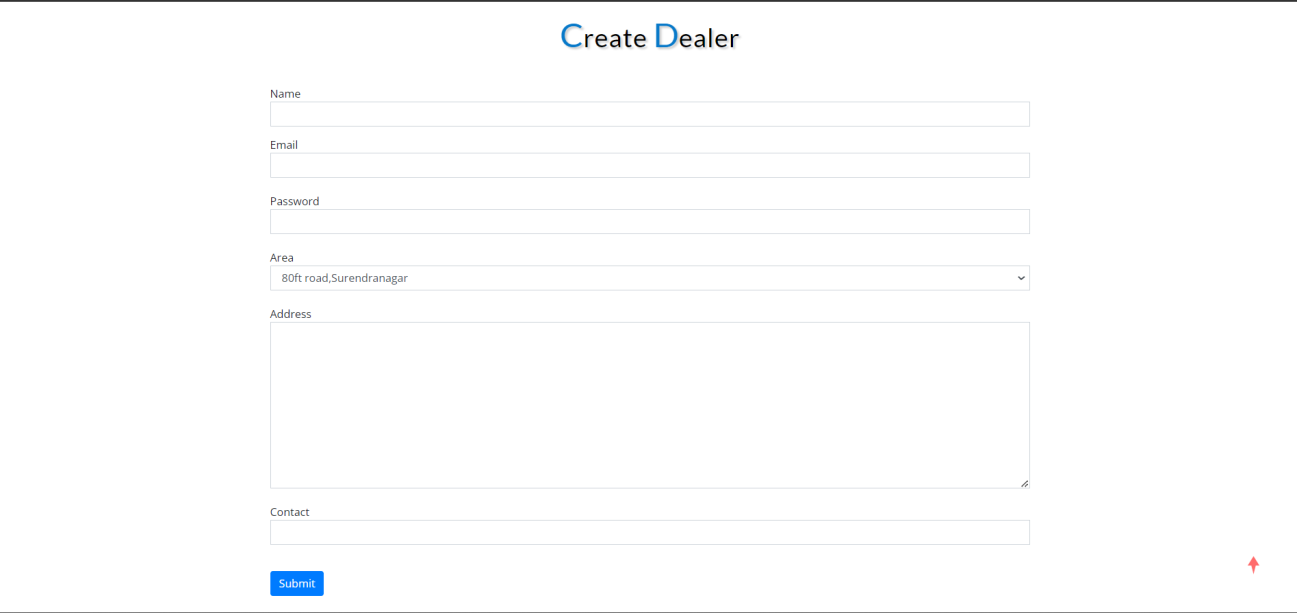 Create Dealer
Name
Email
Password
Area
80ft road,Surendranagar
Address
Contact
Submit